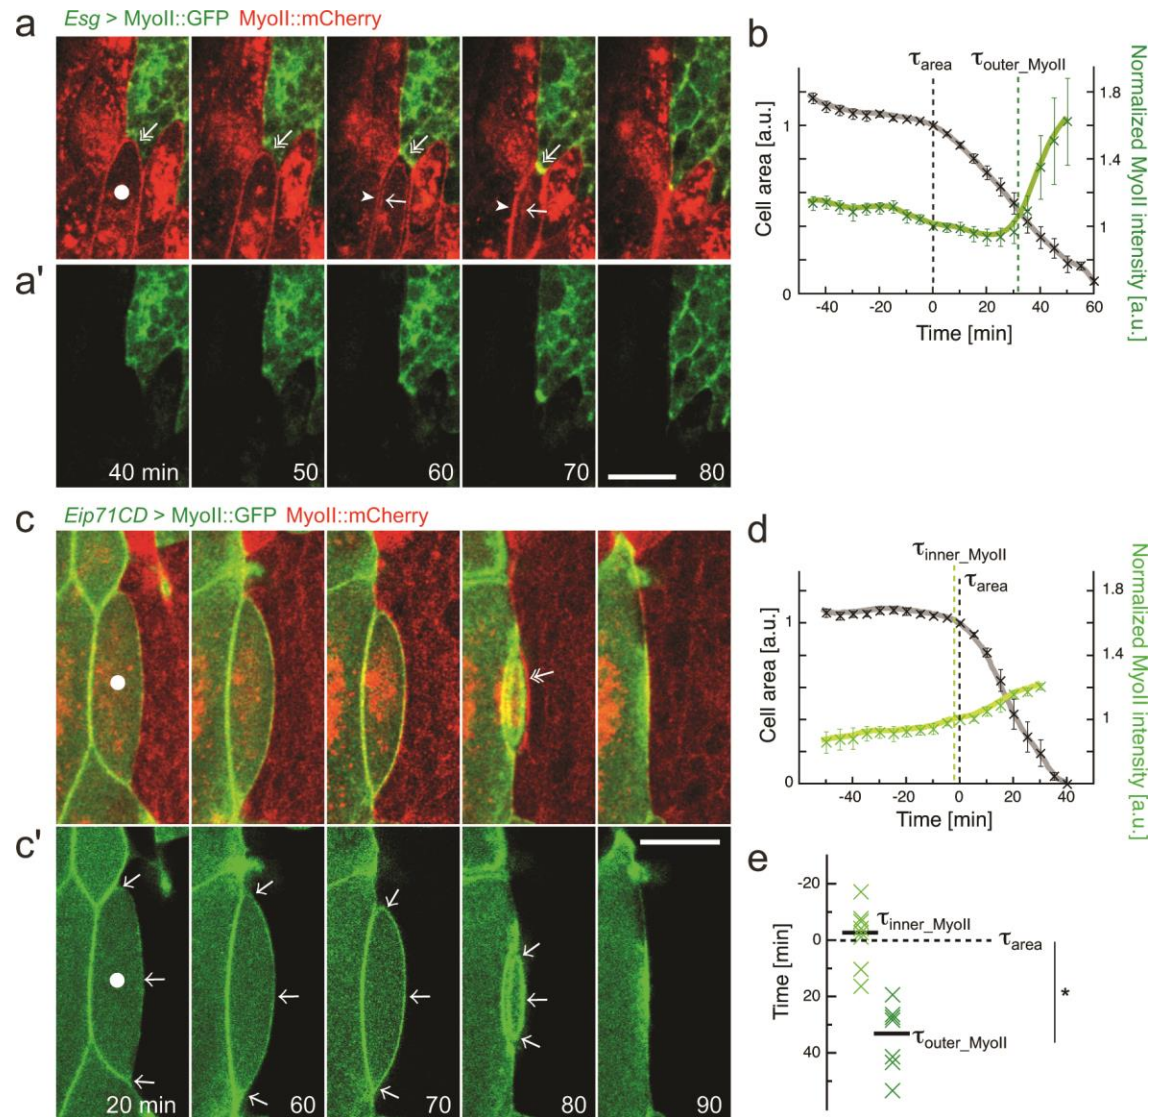 a
Esg > MyoII::GFP MyoII::mCherry
a'
40 min
50
60
70
80
b
τarea
τouter_MyoII
Cell area [a.u.]
1
0
-40
-20
0
20
40
60
Time [min]
1.8
1.4
1
Normalized MyoII intensity [a.u.]
c
Eip71CD > MyoII::GFP MyoII::mCherry
c'
20 min
60
70
80
90
d
τinner_MyoII
τarea
Cell area [a.u.]
1
0
-40
-20
0
20
40
Time [min]
1.8
1.4
1
Normalized MyoII intensity [a.u.]
e
-20
0
20
40
Time [min]
τinner_MyoII
τarea
*
τouter_MyoII